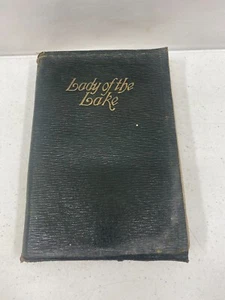 Lady of the
Lake